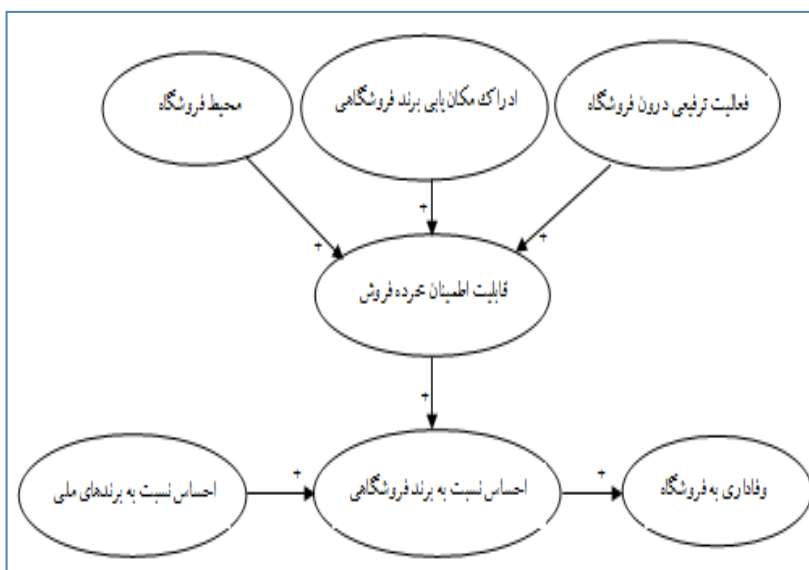 فعالیت ترفیعی درون فروشگاه
ادراک مکان یابی برند فروشگاهی
محیط فروشگاه
+
+
+
قابلیت اطمینان خرده فروش
+
وفاداری به فروشگاه
+
احساس نسبت به برند فروشگاهی
+
احساس نسبت به برندهای ملی